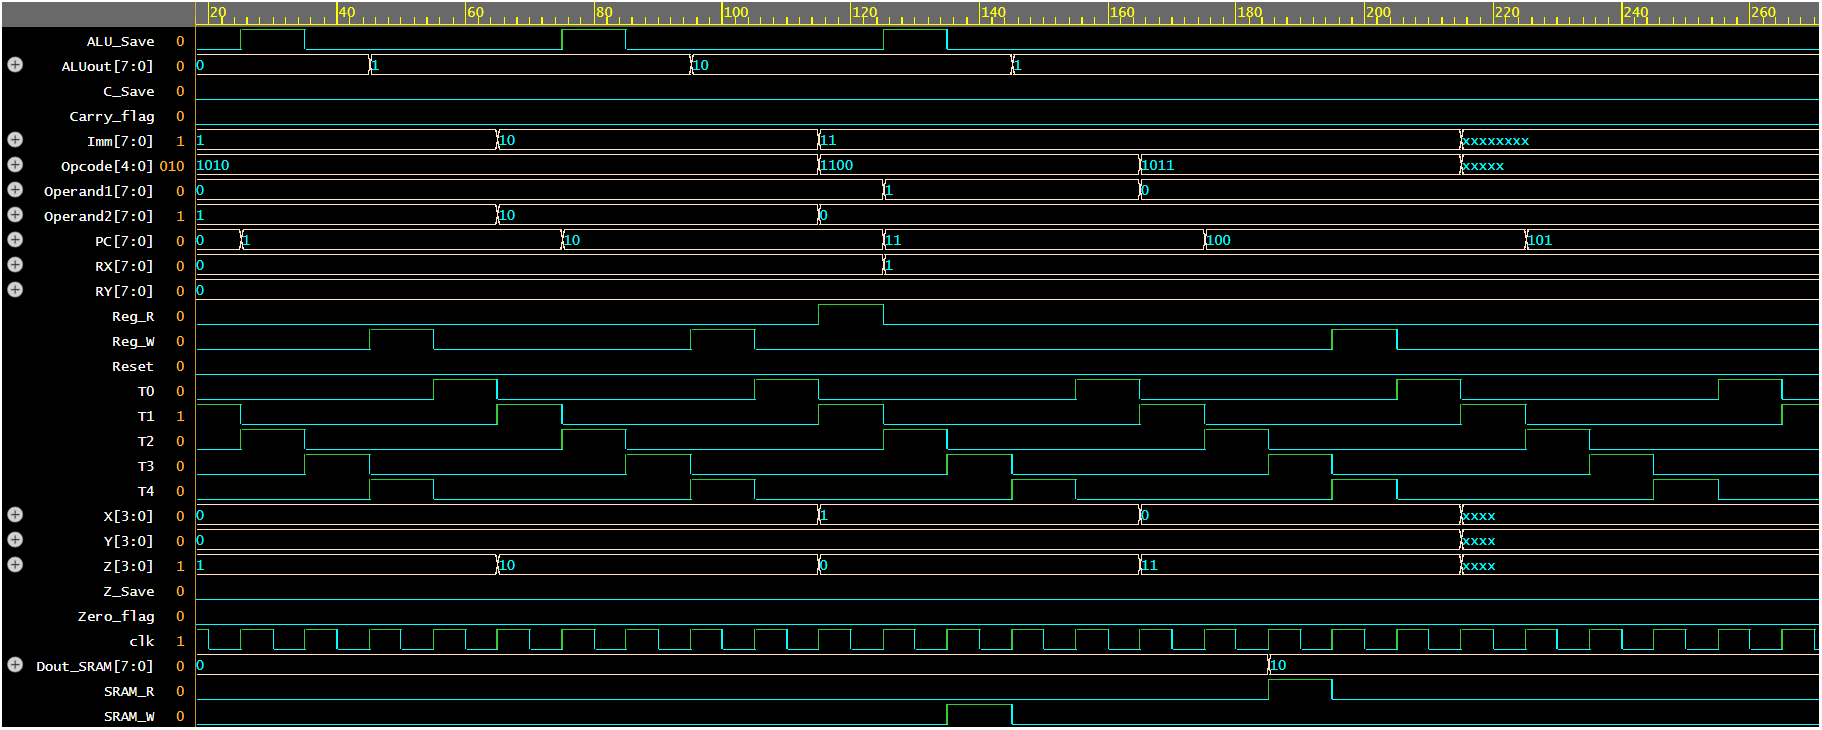 20 40 60 80 100 120 140 160 180 200 220 240 260
ALU_Save 0
ALUout[7:0] 0 0 1 10 1
C_Save 0
Carry_flag 0
Imm[7:0] 1 1 10 11 xxxxxxxx
Opcode[4:0] 010 1010 1100 1011 xxxxx
Operand1[7:0] 0 0 1 0
Operand2[7:0] 1 1 10 0
PC[7:0] 0 0 1 10 11 100 101
RX[7:0] 0 0 1
RY[7:0] 0 0
Reg_R 0
Reg_W 0
Reset 0
T0 0
T1 1
T2 0
T3 0
T4 0
X[3:0] 0 0 1 0 xxxx
Y[3:0] 0 0 xxxx
Z[3:0] 1 1 10 0 11 xxxx
Z_Save 0
Zero_flag 0
clk 1
Dout_SRAM[7:0] 0 0 10
SRAM_R 0
SRAM_W 0